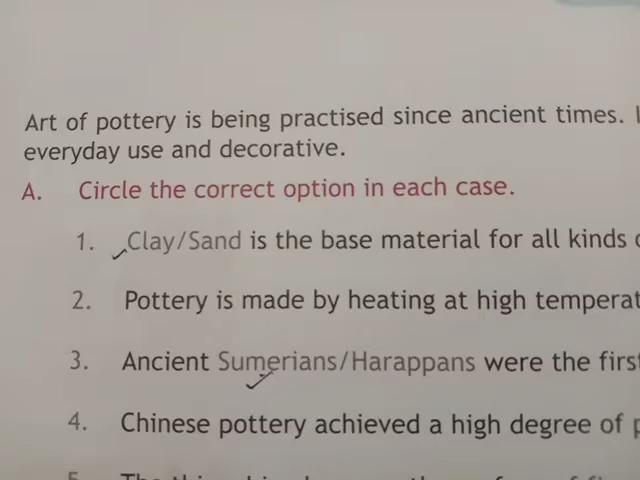 Art of pottery is being practised since ancient times.
everyday use and decorative.
A. Circle the correct option in each case.
1. Clay/Sand is the base material for all kinds
2. Pottery is made by heating at high
3. Ancient Sumerians/Harappans were the first
4. Chinese pottery achieved a high degree of